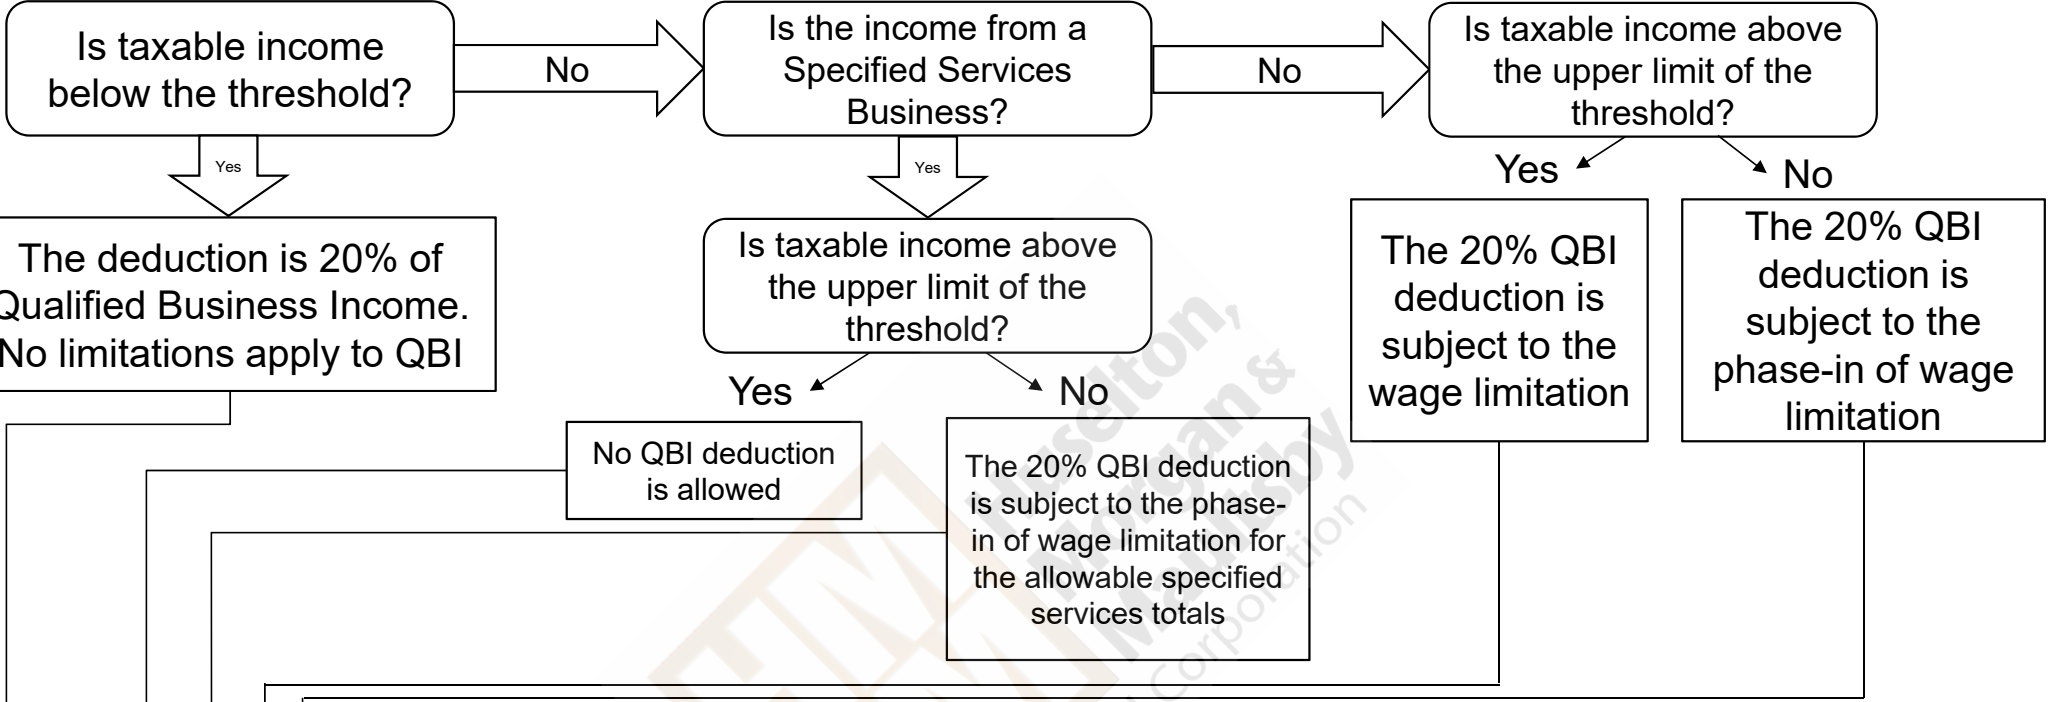 Is taxable income
below the threshold?
No
Is the income from a
Specified Services
Business?
No
Is taxable income above
the upper limit of the
threshold?
Yes
Yes
Yes
No
The deduction is 20% of
Qualified Business Income.
No limitations apply to QBI
Is taxable income above
the upper limit of the
threshold?
The 20% QBI
deduction is
subject to the
wage limitation
The 20% QBI
deduction is
subject to the
phase-in of wage
limitation
Yes
No
No QBI deduction
is allowed
The 20% QBI deduction
is subject to the phase-
in of wage limitation for
the allowable specified
services totals
Huselton,
Morgan &
Maultsby
Corporation